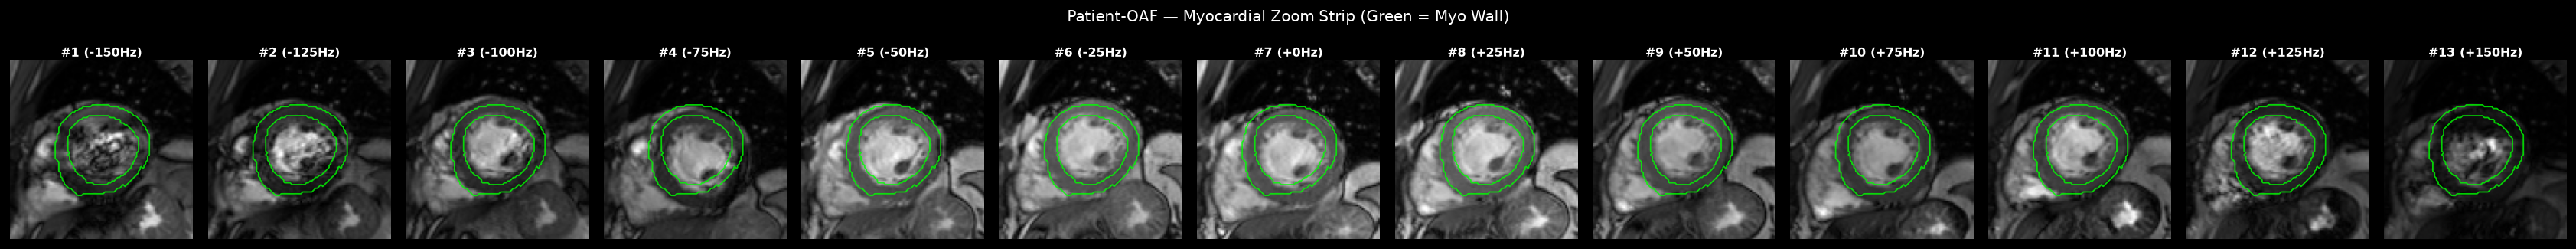 Patient-OAF — Myocardial Zoom Strip (Green = Myo Wall)
#1 (-150Hz) #2 (-125Hz) #3 (-100Hz) #4 (-75Hz) #5 (-50Hz) #6 (-25Hz) #7 (+0Hz) #8 (+25Hz) #9 (+50Hz) #10 (+75Hz) #11 (+100Hz) #12 (+125Hz) #13 (+150Hz)